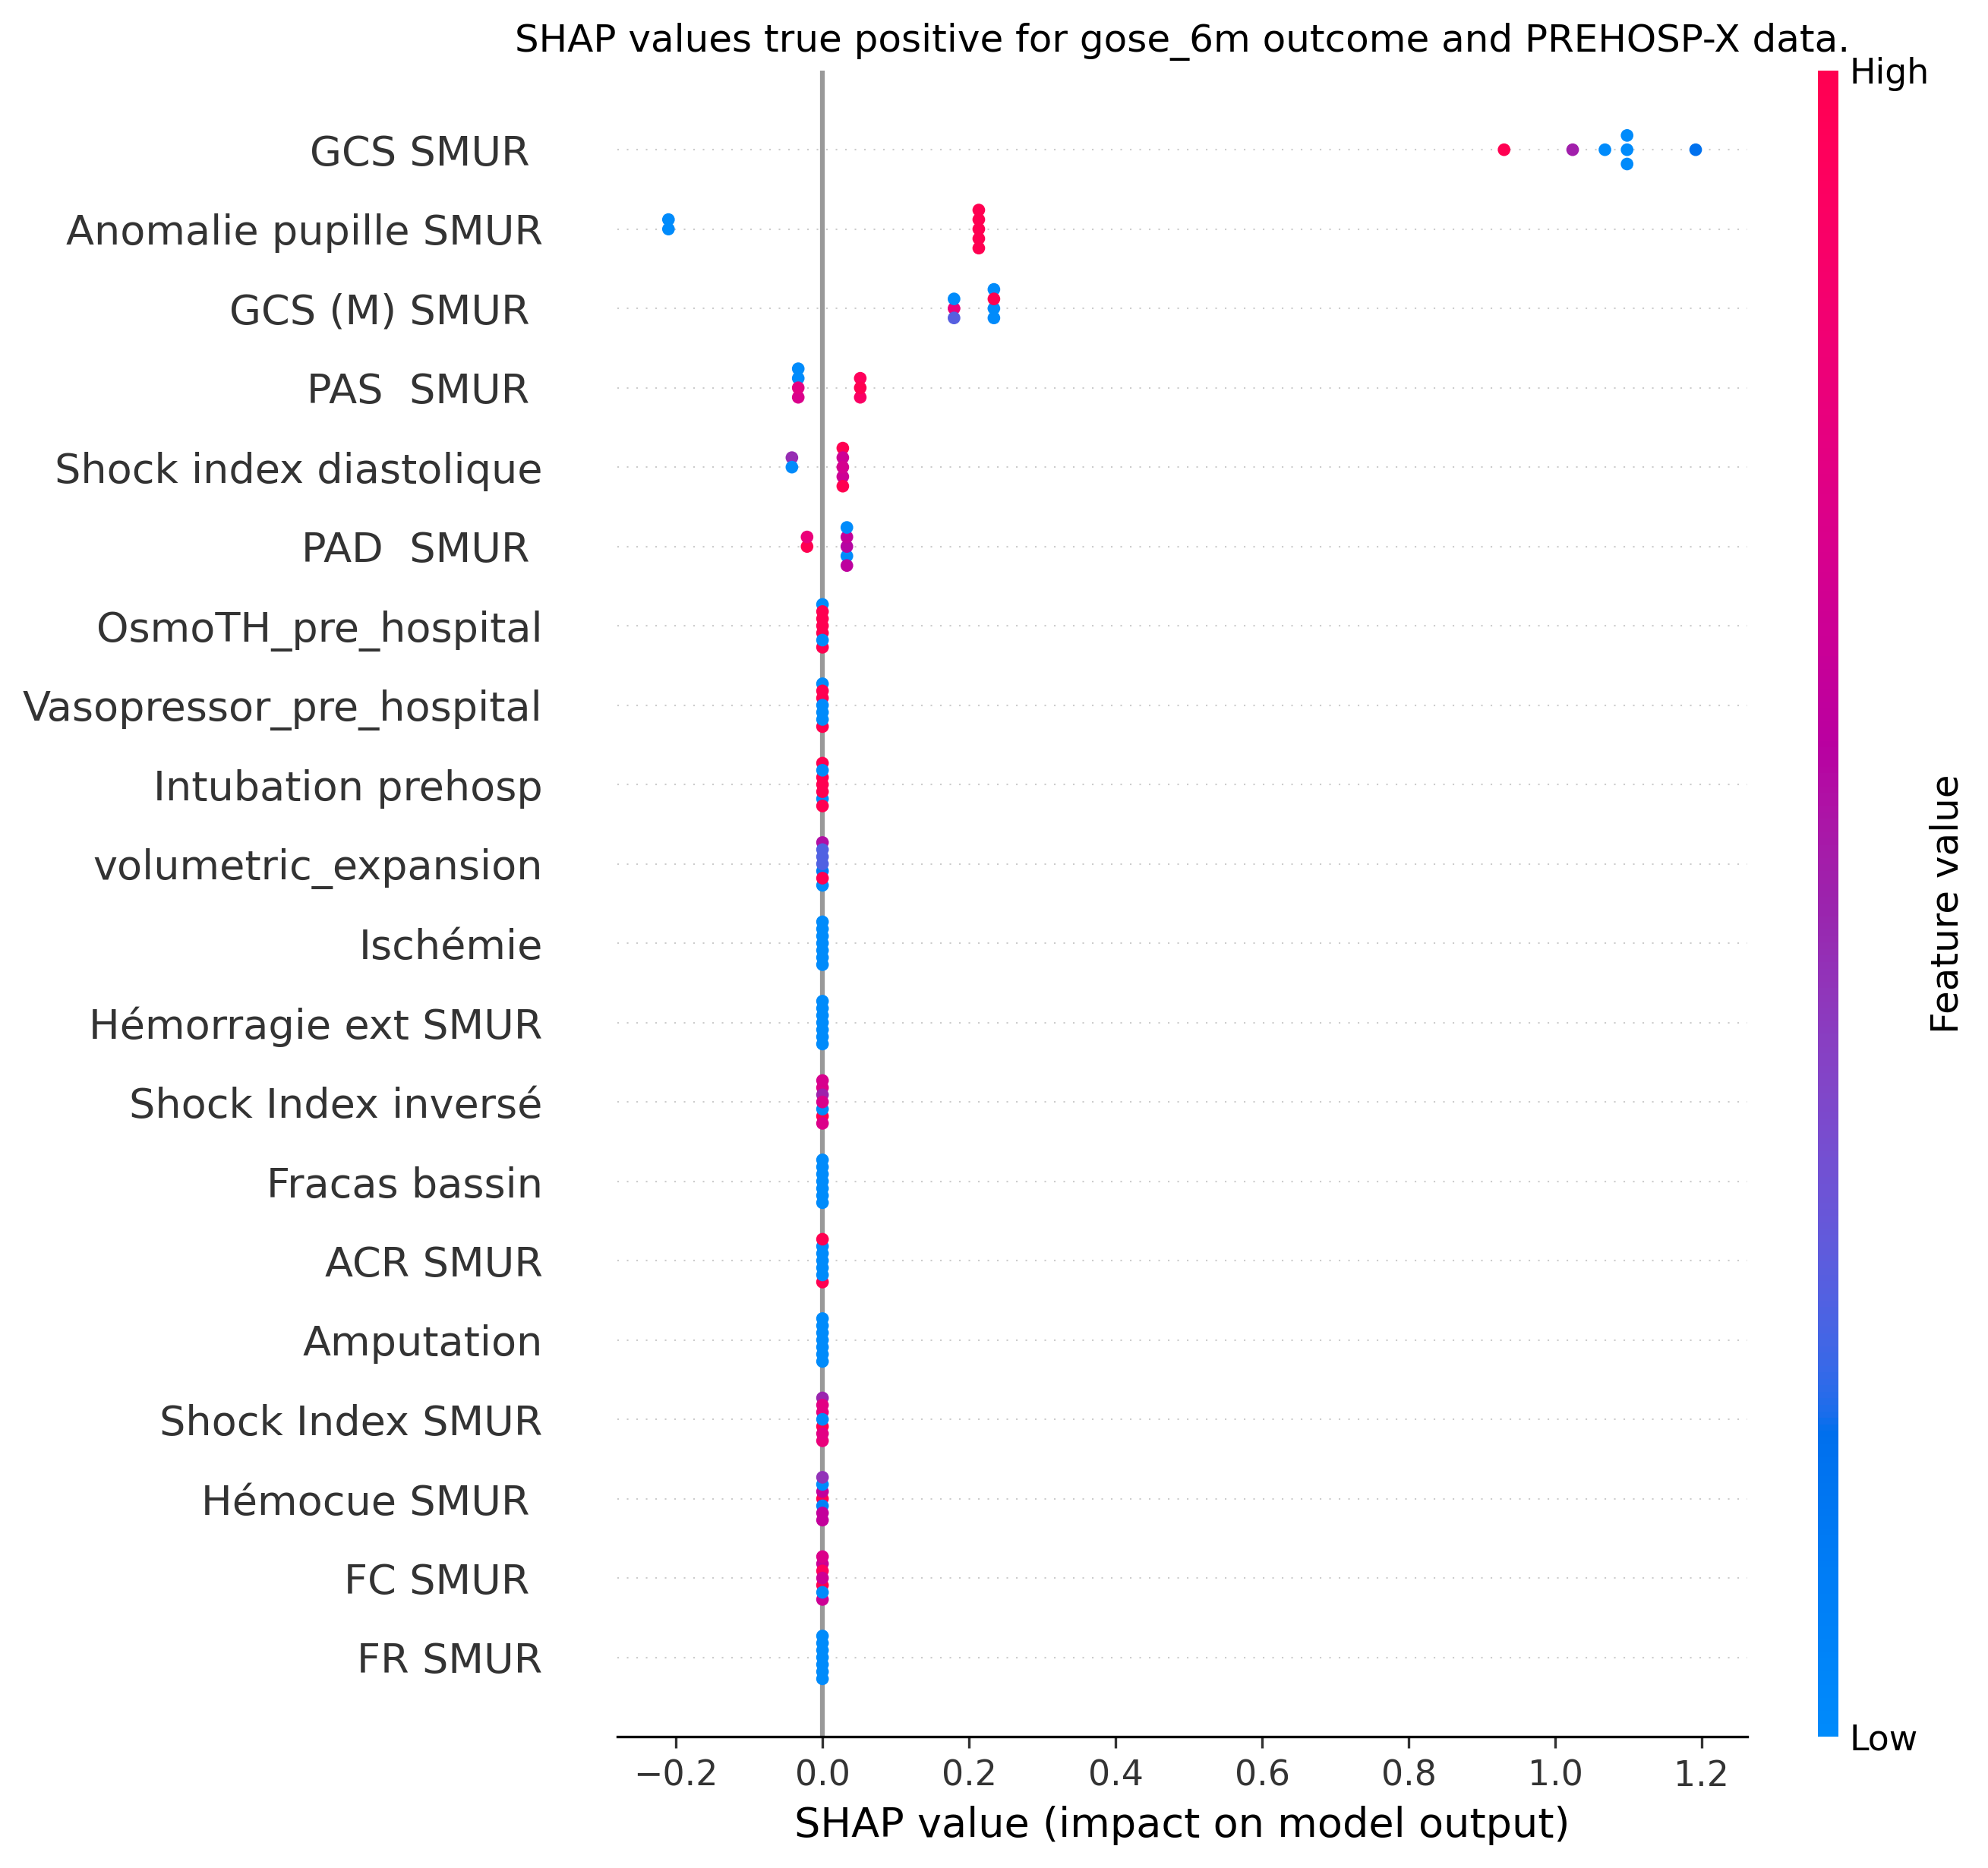 SHAP values true positive for gose_6m outcome and PREHOSP-X data.
High
GCS SMUR
Anomalie pupille SMUR
GCS (M) SMUR
PAS  SMUR
Shock index diastolique
PAD  SMUR
OsmoTH_pre_hospital
Vasopressor_pre_hospital
Intubation prehosp
volumetric_expansion
Ischémie
Hémorragie ext SMUR
Shock Index inversé
Fracas bassin
ACR SMUR
Amputation
Shock Index SMUR
Hémocue SMUR
FC SMUR
FR SMUR
Feature value
Low
−0.2 0.0 0.2 0.4 0.6 0.8 1.0 1.2
SHAP value (impact on model output)